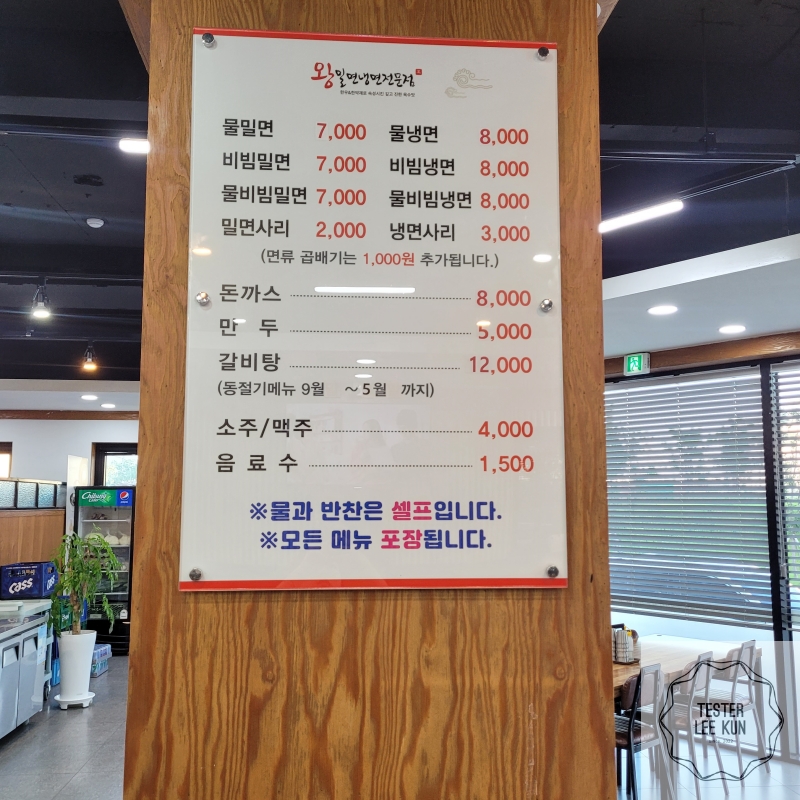 왕밀면냉면전문점
물밀면 7,000 물냉면 8,000
비빔밀면 7,000 비빔냉면 8,000
물비빔밀면 7,000 물비빔냉면 8,000
밀면사리 2,000 냉면사리 3,000
(면류 곱배기는 1,000원 추가됩니다.)
돈까스 8,000
만 두 5,000
갈비탕 12,000
(동절기메뉴 9월 ~5월 까지)
소주/맥주 4,000
음 료 수 1,500
※물과 반찬은 셀프입니다.
※모든 메뉴 포장됩니다.
Chilsung
pepsi
cass
cass
TESTER
LEE KUN